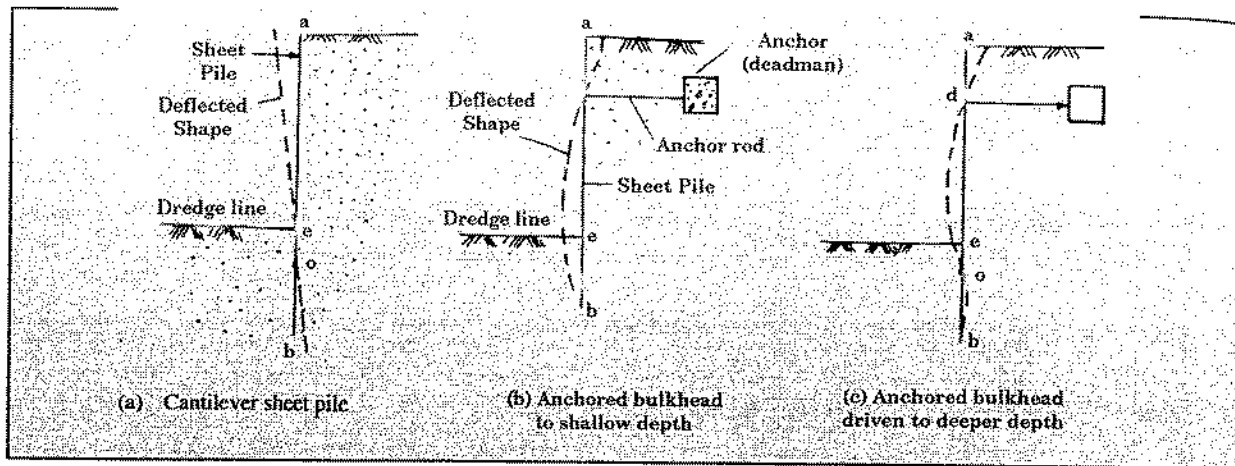 a
Sheet
Pile
Deflected
Shape
Dredge line
e
o
b
(a) Cantilever sheet pile
a
Anchor
(deadman)
Deflected
Shape
Anchor rod
Sheet Pile
Dredge line
e
b
(b) Anchored bulkhead
to shallow depth
a
d
e
o
b
(c) Anchored bulkhead
driven to deeper depth